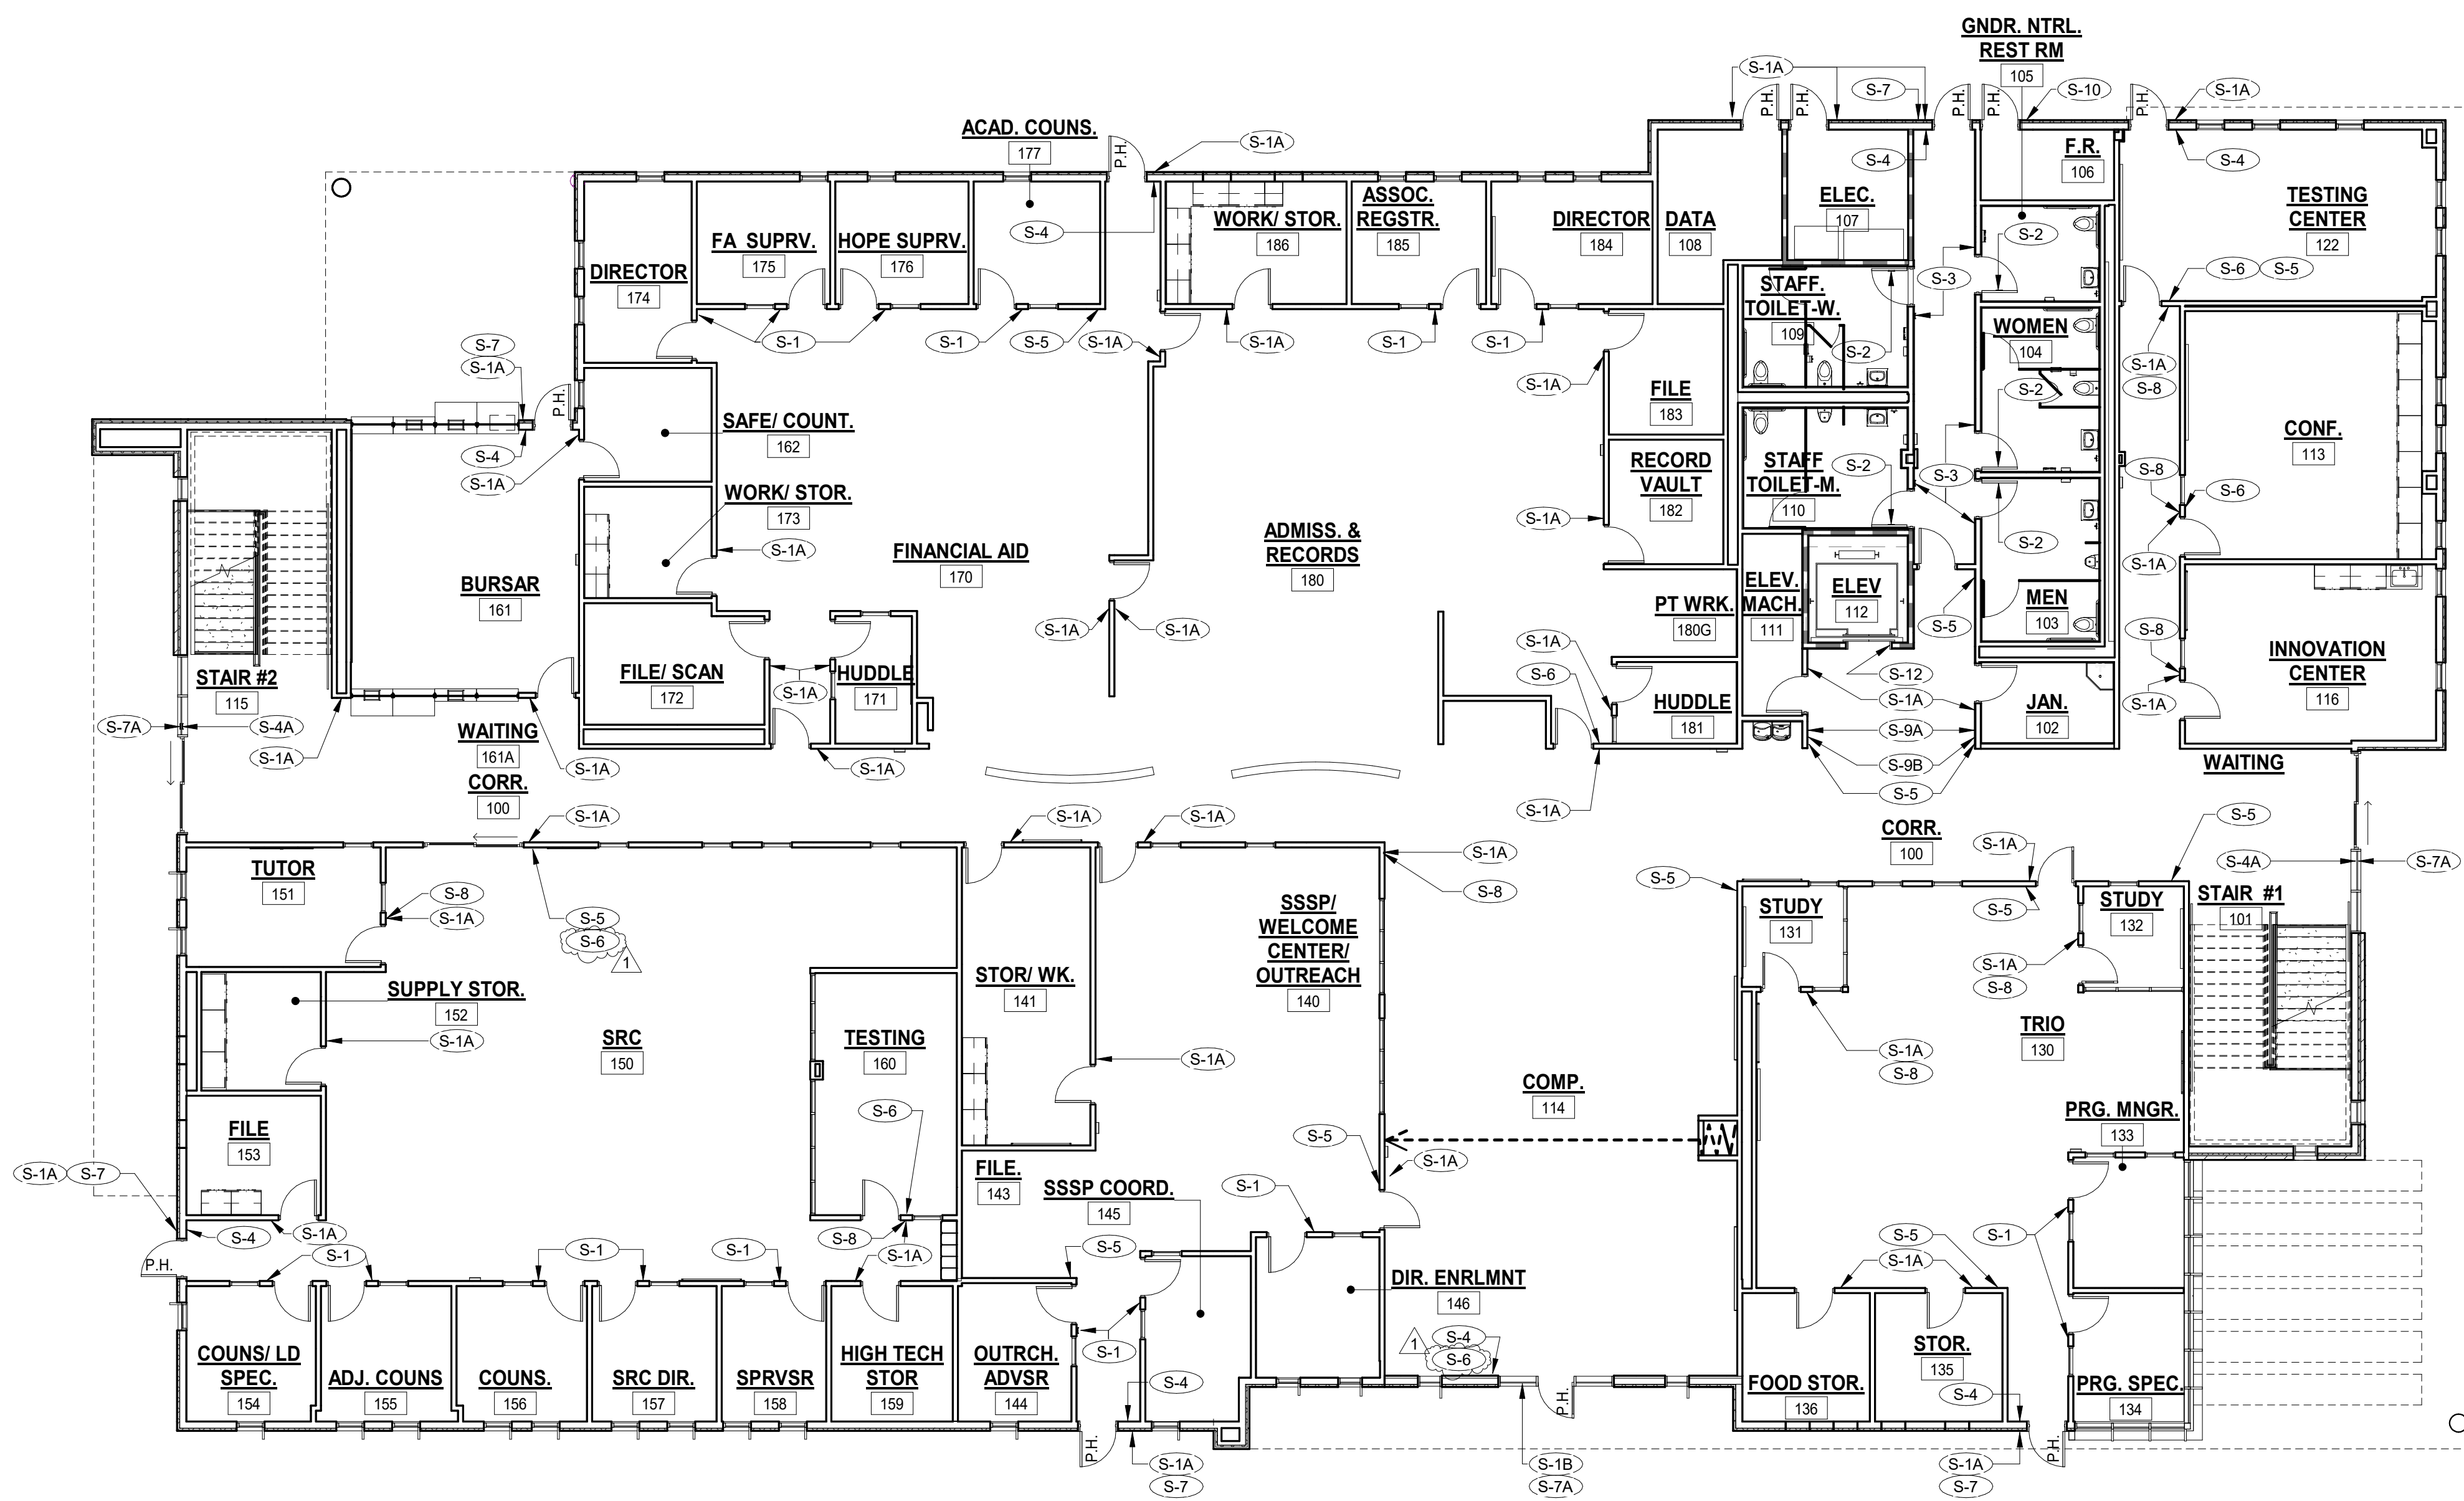 GNDR. NTRL.
REST RM
105
S-1A
S-7
S-10
S-1A
P.H.
P.H.
P.H.
P.H.
P.H.
ACAD. COUNS.
177
P.H.
S-1A
S-4
F.R.
106
S-4
S-4
DIRECTOR
174
FA SUPRV.
175
HOPE SUPRV.
176
WORK/ STOR.
186
ASSOC.
REGSTR.
185
DIRECTOR
184
DATA
108
ELEC.
107
TESTING
CENTER
122
S-2
S-3
S-6
S-5
STAFF.
TOILET-W.
109
S-2
WOMEN
104
S-2
S-1
S-1
S-5
S-1A
S-1A
S-1
S-1
S-1A
S-8
S-7
S-1A
P.H.
S-4
S-1A
SAFE/ COUNT.
162
S-1A
FILE
183
CONF.
113
WORK/ STOR.
173
S-1A
RECORD
VAULT
182
S-1A
STAFF
TOILET-M.
110
S-2
S-3
S-2
S-8
S-6
S-1A
BURSAR
161
FINANCIAL AID
170
ADMISS. &
RECORDS
180
PT WRK.
180G
ELEV.
MACH.
111
ELEV
112
S-5
MEN
103
S-8
S-1A
INNOVATION
CENTER
116
STAIR #2
115
FILE/ SCAN
172
S-1A
HUDDLE
171
S-1A
S-1A
S-1A
S-6
HUDDLE
181
S-12
S-1A
S-9A
S-9B
S-5
JAN.
102
S-7A
S-4A
S-1A
WAITING
161A
S-1A
S-1A
CORR.
100
S-1A
WAITING
S-1A
S-1A
S-1A
S-1A
S-8
CORR.
100
S-1A
S-5
S-4A
S-7A
TUTOR
151
S-8
S-1A
S-5
S-6
1
SSSP/
WELCOME
CENTER/
OUTREACH
140
S-5
STUDY
131
S-5
STUDY
132
STAIR #1
101
S-1A
S-8
SUPPLY STOR.
152
S-1A
SRC
150
TESTING
160
STOR/ WK.
141
S-1A
COMP.
114
S-1A
S-8
TRIO
130
S-6
FILE
153
FILE.
143
SSSP COORD.
145
S-5
S-1A
S-1
PRG. MNGR.
133
S-1A
S-7
S-4
S-1A
S-1
P.H.
S-1
S-1
S-8
S-1A
S-5
S-5
S-1A
S-1
DIR. ENRLMNT
146
COUNS/ LD
SPEC.
154
ADJ. COUNS
155
COUNS.
156
SRC DIR.
157
SPRVSR
158
HIGH TECH
STOR
159
OUTRCH.
ADVSR
144
S-1
S-4
1
S-4
S-6
FOOD STOR.
136
STOR.
135
S-4
PRG. SPEC.
134
P.H.
P.H.
P.H.
S-1A
S-7
S-1B
S-7A
S-1A
S-7